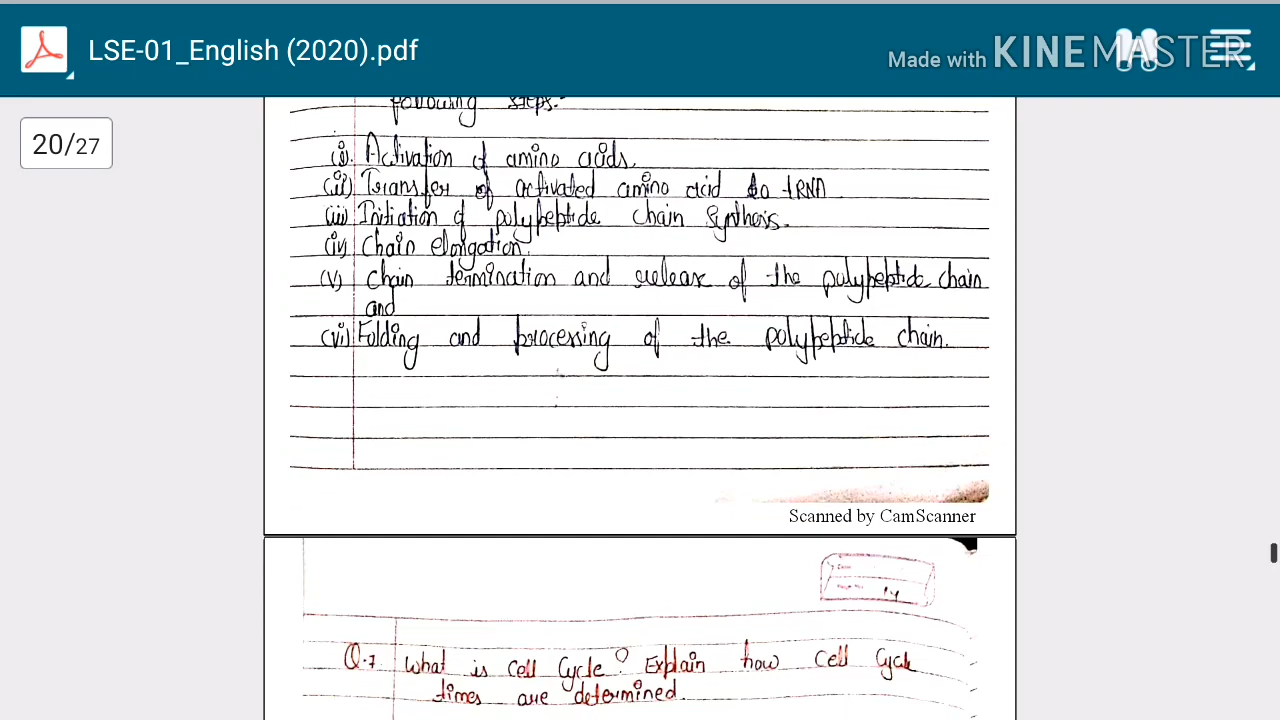 LSE-01_English (2020).pdf
Made with KINEMASTER
20/27
following steps:-
(i). Activation of amino acids.
(ii) Transfer of activated amino acid to tRNA
(iii) Initiation of polypeptide chain synthesis.
(iv) Chain elongation.
(v) chain termination and release of the polypeptide chain
and
(vi) Folding and processing of the polypeptide chain.
Scanned by CamScanner
14
Q.7 What is cell cycle? Explain how cell cycle
times are determined.